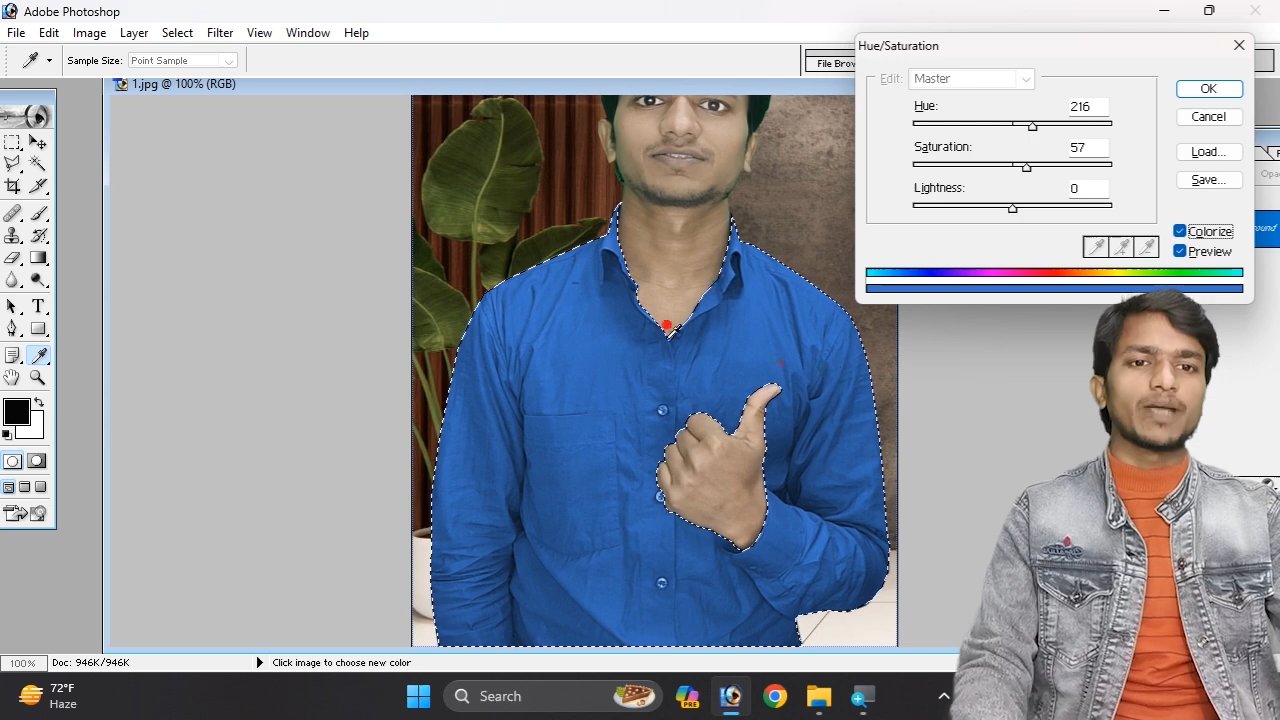 Adobe Photoshop
File Edit Image Layer Select Filter View Window Help
Sample Size: Point Sample
File Brow
1.jpg @ 100% (RGB)
Hue/Saturation
Edit: Master
Hue: 216
Saturation: 57
Lightness: 0
OK
Cancel
Load...
Save...
Colorize
Preview
ound
T
100% Doc: 946K/946K Click image to choose new color
72°F
Haze
Search
PRE